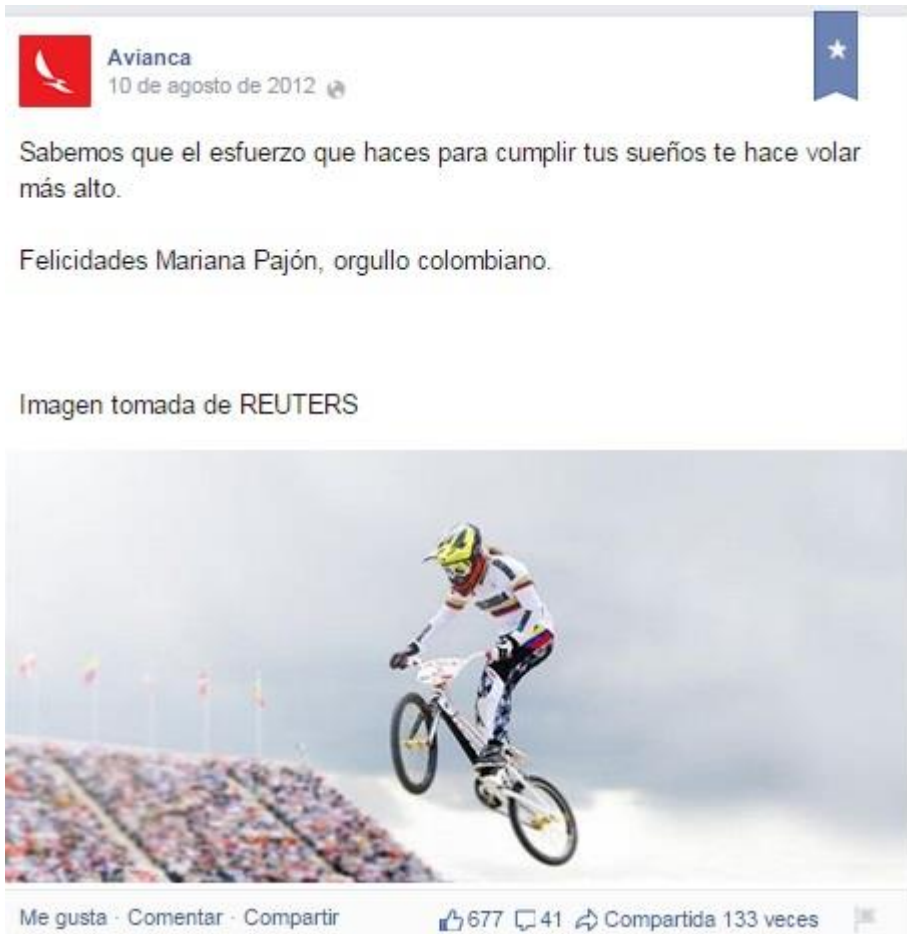 Avianca
10 de agosto de 2012
Sabemos que el esfuerzo que haces para cumplir tus sueños te hace volar
más alto.
Felicidades Mariana Pajón, orgullo colombiano.
Imagen tomada de REUTERS
Me gusta · Comentar · Compartir 677 41 Compartida 133 veces